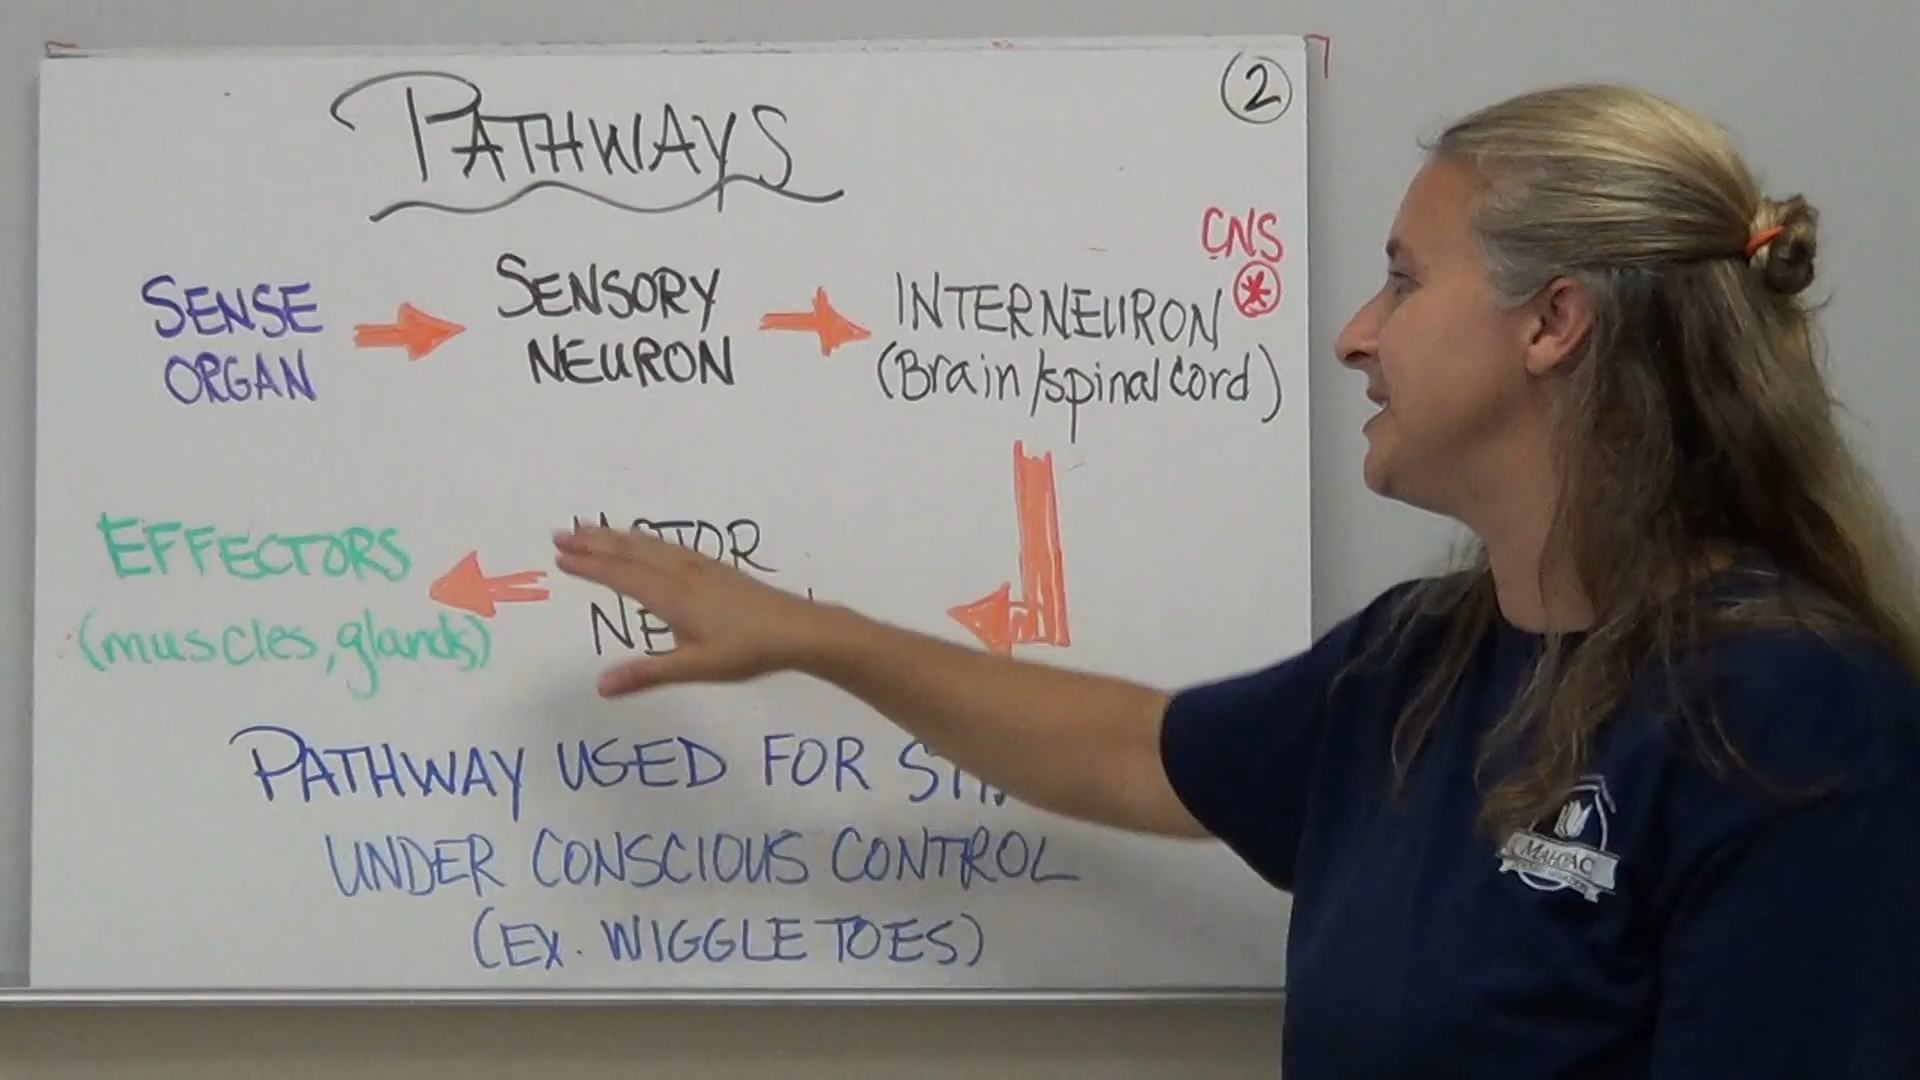 2
PATHWAYS
CNS
SENSE
ORGAN
SENSORY
NEURON
INTERNEURON
(Brain/spinal cord)
EFFECTORS
(muscles, glands)
MOTOR
PATHWAY USED FOR
UNDER CONSCIOUS CONTROL
(EX. WIGGLE TOES)